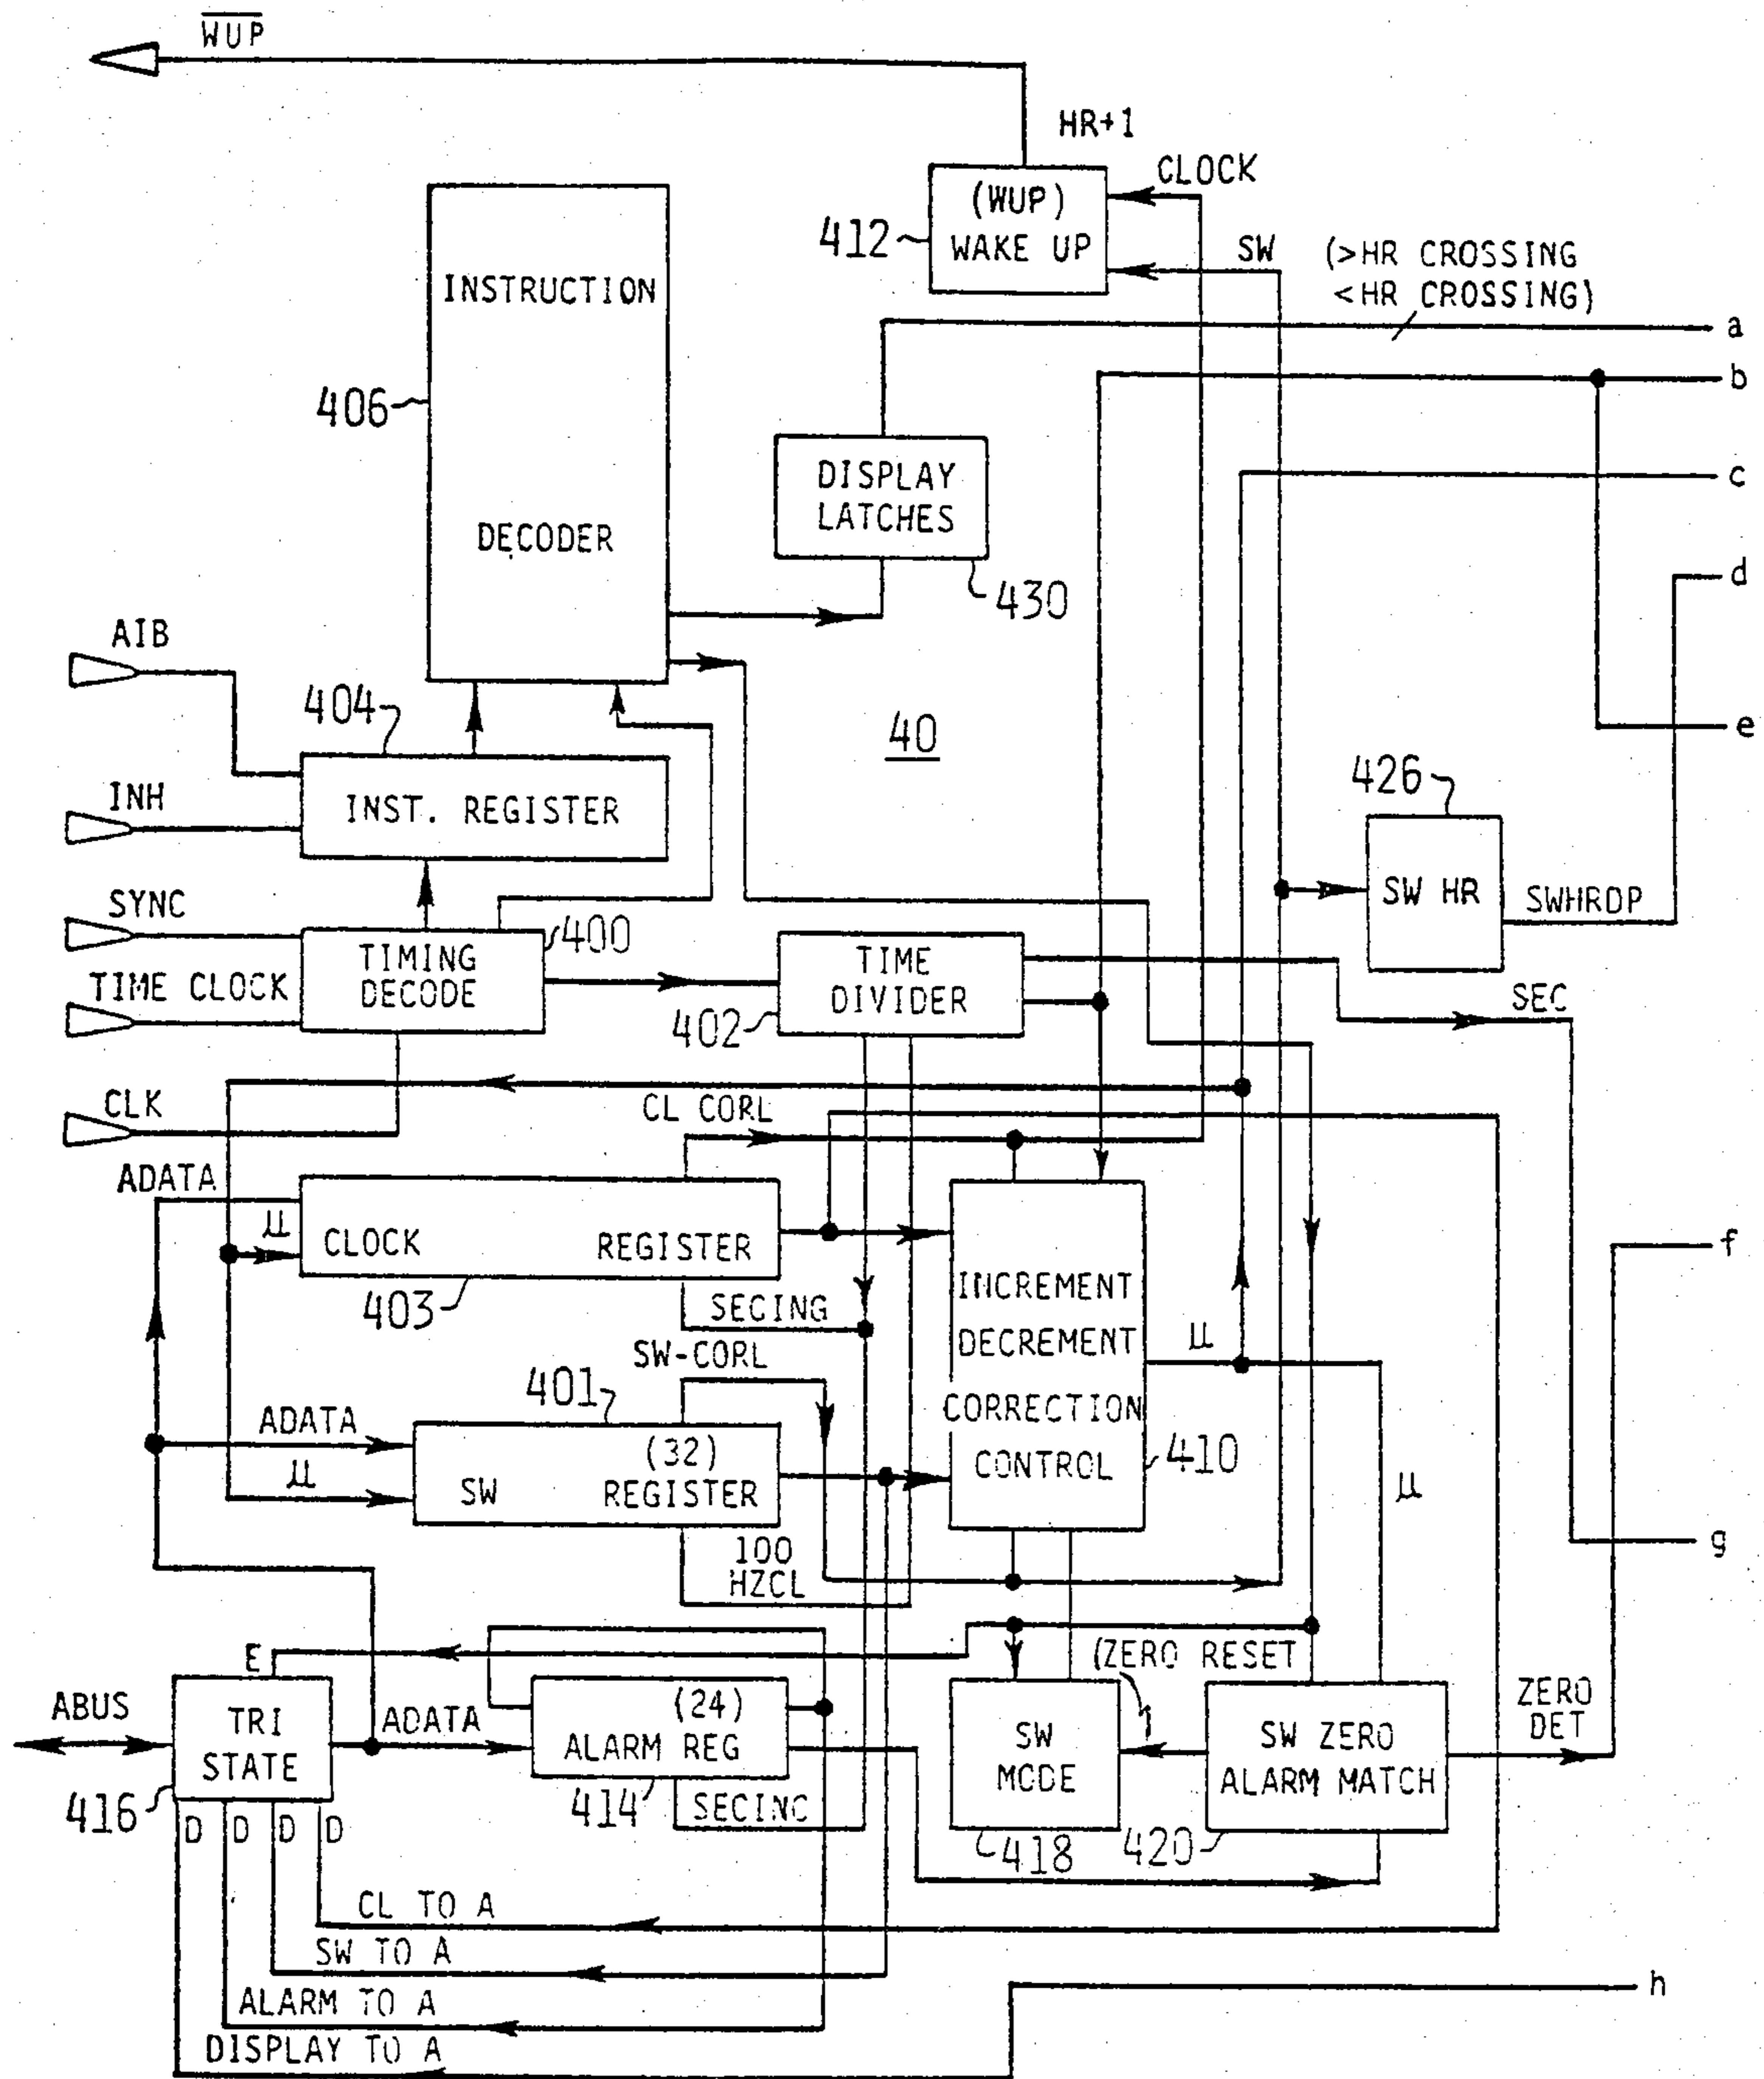 WUP
HR+1
CLOCK
(WUP)
WAKE UP
412
SW
(>HR CROSSING
<HR CROSSING)
a
b
INSTRUCTION
DECODER
406
DISPLAY
LATCHES
430
c
d
AIB
404
40
e
INH
INST. REGISTER
426
SW HR
SWHRDP
SYNC
400
TIMING
DECODE
TIME
DIVIDER
402
TIME CLOCK
SEC
CLK
CL CORL
ADATA
μ
CLOCK REGISTER
403
SECING
f
INCREMENT
DECREMENT
CORRECTION
CONTROL
410
μ
SW-CORL
401
ADATA
μ
(32)
SW REGISTER
μ
100
HZCL
g
E
(ZERO RESET
ABUS
TRI
STATE
416
ADATA
(24)
ALARM REG
414
SECINC
SW
MODE
418
SW ZERO
ALARM MATCH
420
ZERO
DET
D D D D
CL TO A
SW TO A
ALARM TO A
DISPLAY TO A
h